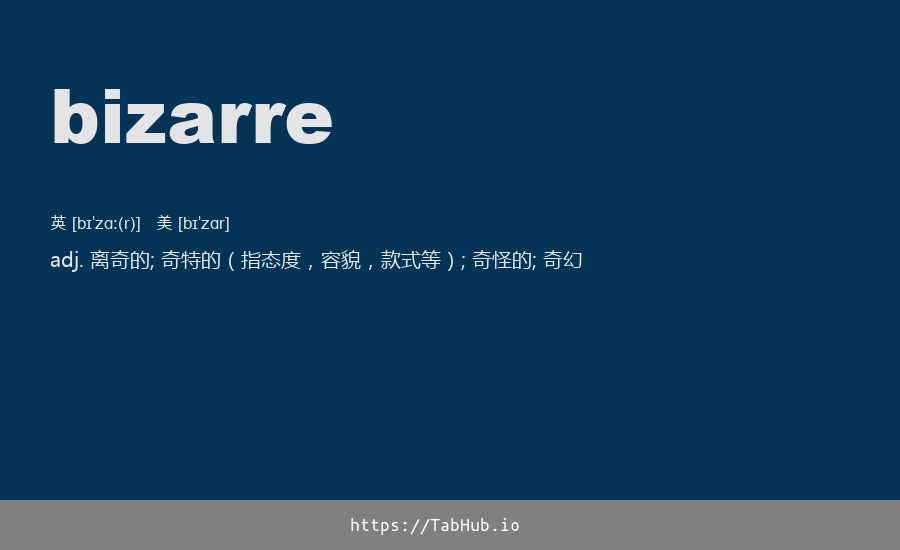 bizarre
英 [bɪˈzɑː(r)] 美 [bɪˈzɑr]
adj. 离奇的; 奇特的（指态度，容貌，款式等）; 奇怪的; 奇幻
https://TabHub.io